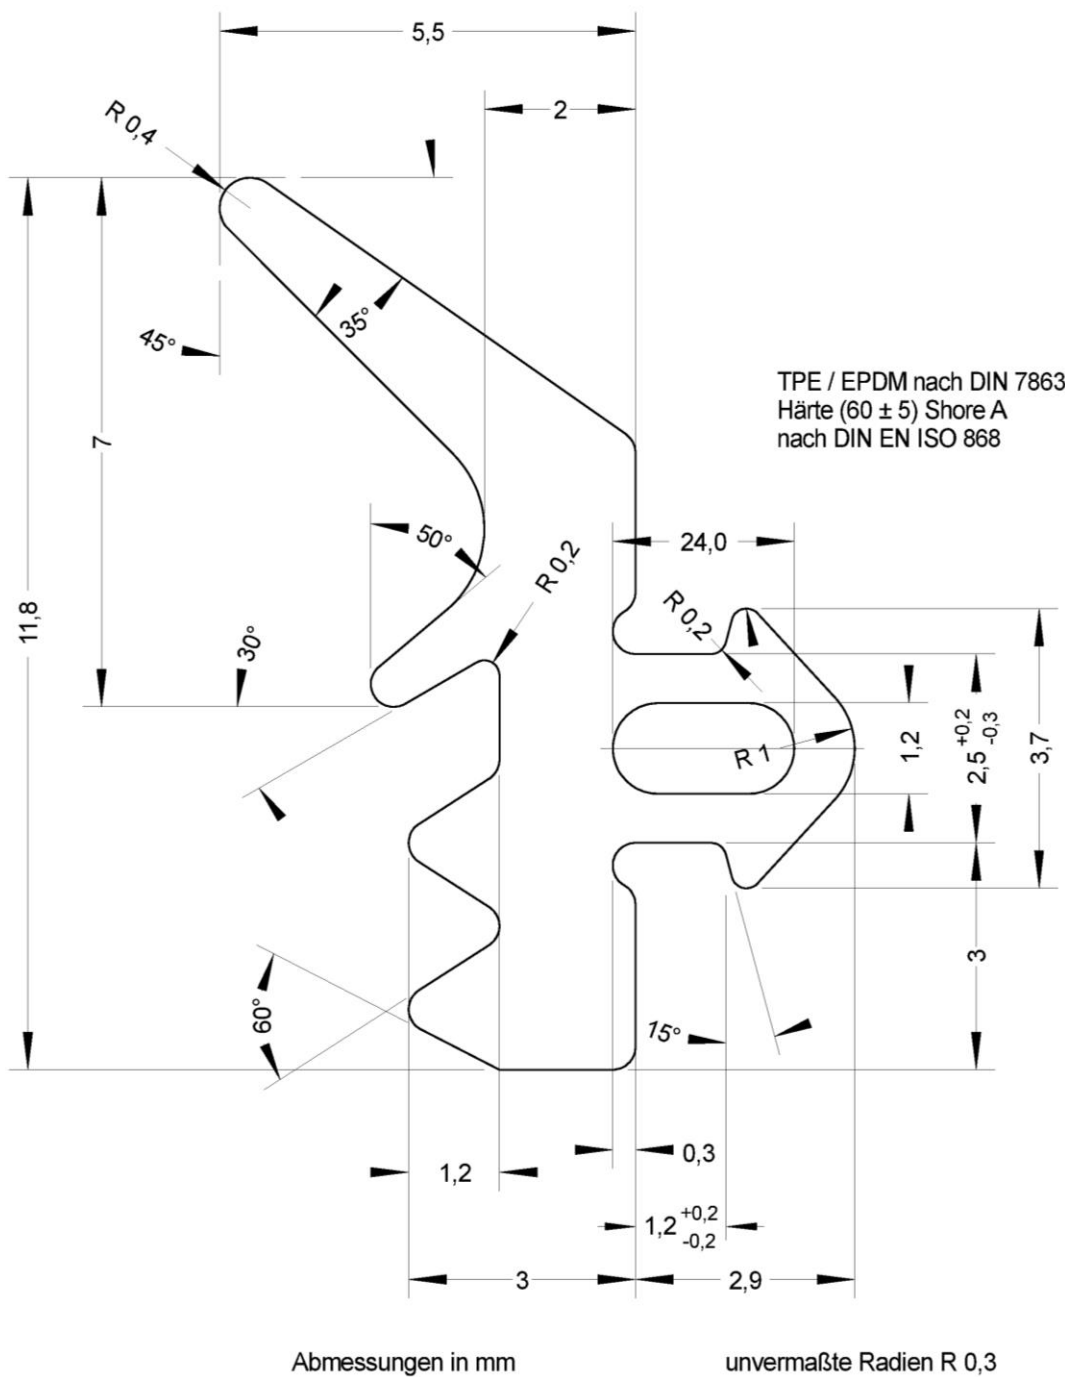 5,5
2
R 0,4
35°
45°
TPE / EPDM nach DIN 7863
Härte (60 ± 5) Shore A
nach DIN EN ISO 868
7
50°
24,0
R 0,2
R 0,2
11,8
30°
R 1
1,2
2,5 +0,2 -0,3
3,7
3
60°
15°
1,2
0,3
1,2 +0,2 -0,2
3
2,9
Abmessungen in mm
unvermaßte Radien R 0,3